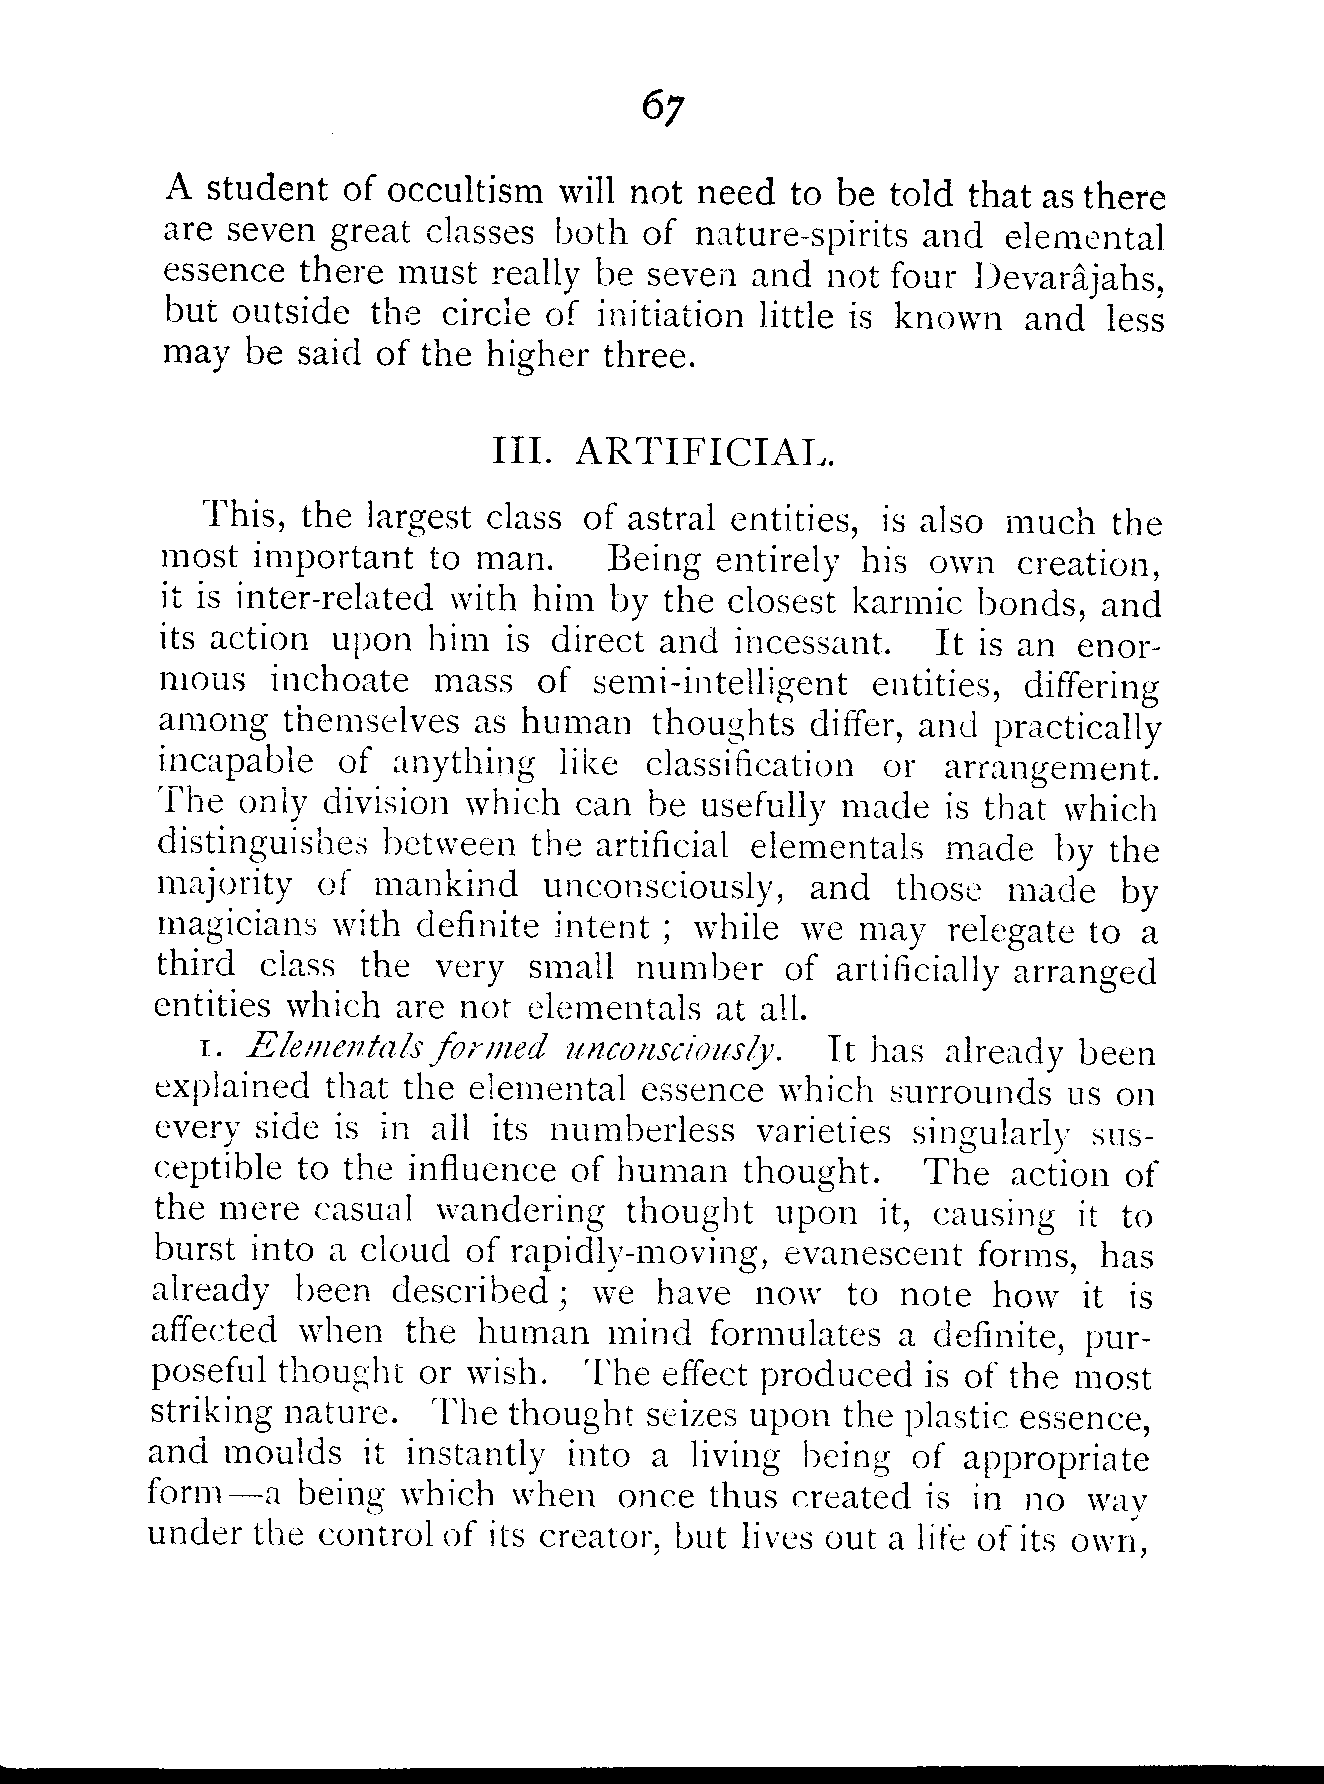 67
A student of occultism will not need to be told that as there
are seven great classes both of nature-spirits and elemental
essence there must really be seven and not four Devarâjahs,
but outside the circle of initiation little is known and less
may be said of the higher three.
III. ARTIFICIAL.
This, the largest class of astral entities, is also much the
most important to man. Being entirely his own creation,
it is inter-related with him by the closest karmic bonds, and
its action upon him is direct and incessant. It is an enor-
mous inchoate mass of semi-intelligent entities, differing
among themselves as human thoughts differ, and practically
incapable of anything like classification or arrangement.
The only division which can be usefully made is that which
distinguishes between the artificial elementals made by the
majority of mankind unconsciously, and those made by
magicians with definite intent ; while we may relegate to a
third class the very small number of artificially arranged
entities which are not elementals at all.
1. Elementals formed unconsciously. It has already been
explained that the elemental essence which surrounds us on
every side is in all its numberless varieties singularly sus-
ceptible to the influence of human thought. The action of
the mere casual wandering thought upon it, causing it to
burst into a cloud of rapidly-moving, evanescent forms, has
already been described ; we have now to note how it is
affected when the human mind formulates a definite, pur-
poseful thought or wish. The effect produced is of the most
striking nature. The thought seizes upon the plastic essence,
and moulds it instantly into a living being of appropriate
form—a being which when once thus created is in no way
under the control of its creator, but lives out a life of its own,